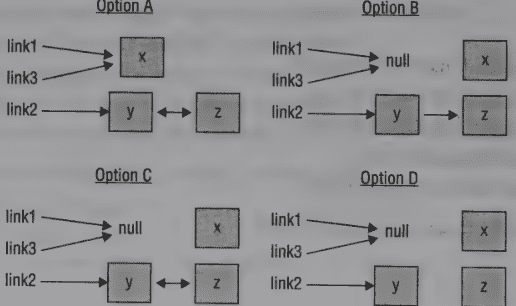 Option A
link1
x
link3
link2
y
z
Option B
link1
null
x
link3
link2
y
z
Option C
link1
null
x
link3
link2
y
z
Option D
link1
null
x
link3
link2
y
z